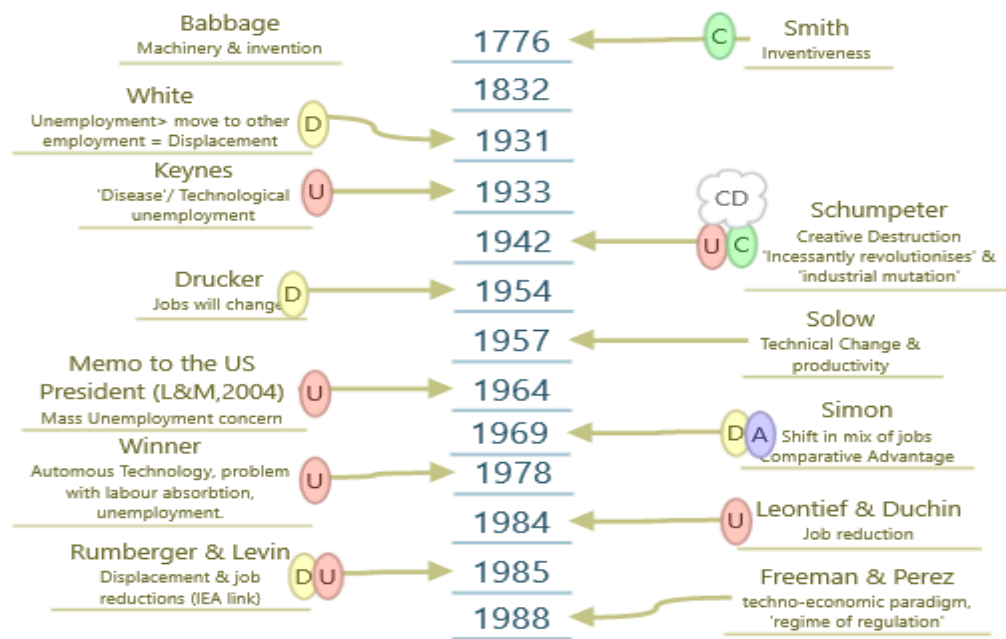 Babbage
Machinery & invention
1776
C
Smith
Inventiveness
1832
White
Unemployment> move to other
employment = Displacement
D
1931
Keynes
'Disease'/ Technological
unemployment
U
1933
CD
U C
Schumpeter
Creative Destruction
'Incessantly revolutionises' &
'industrial mutation'
1942
Drucker
Jobs will change
D
1954
Solow
Technical Change &
productivity
1957
Memo to the US
President (L&M,2004)
Mass Unemployment concern
U
1964
Simon
Shift in mix of jobs
Comparative Advantage
D A
1969
Winner
Automous Technology, problem
with labour absorbtion,
unemployment.
U
1978
Leontief & Duchin
Job reduction
U
1984
Rumberger & Levin
Displacement & job
reductions (IEA link)
D U
1985
Freeman & Perez
techno-economic paradigm,
'regime of regulation'
1988